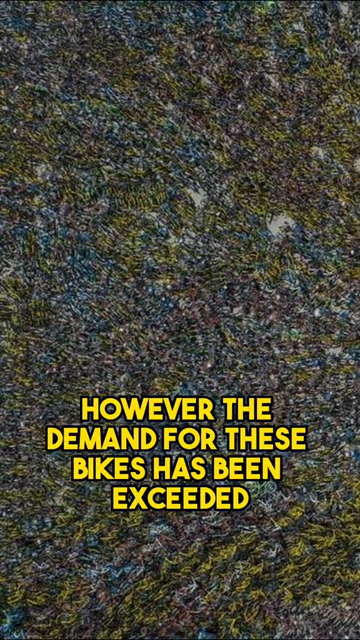 HOWEVER THE
DEMAND FOR THESE
BIKES HAS BEEN
EXCEEDED